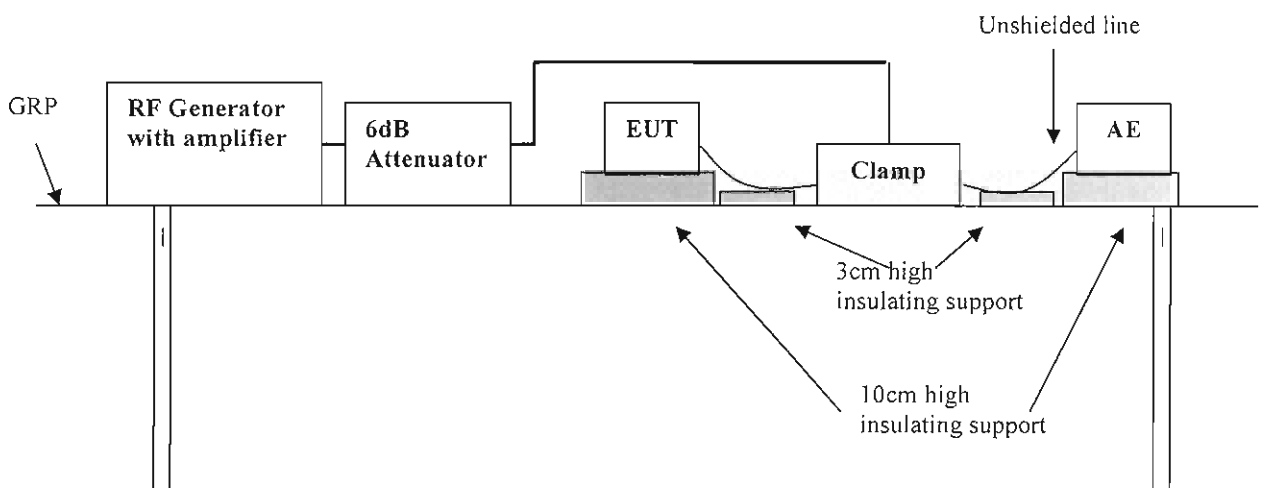 Unshielded line
GRP
RF Generator
with amplifier
6dB
Attenuator
EUT
Clamp
AE
3cm high
insulating support
10cm high
insulating support